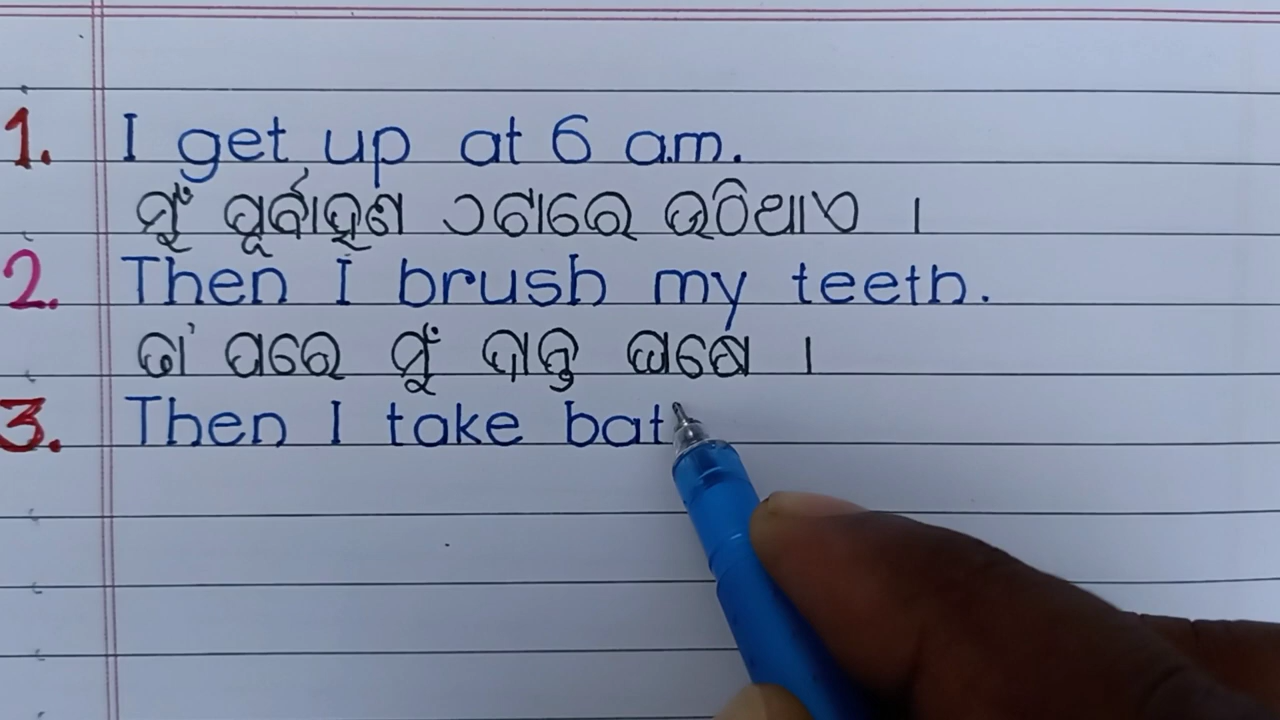 1. I get up at 6 a.m.
ମୁଁ ପୂର୍ବାହ୍ଣ ୬ଟାରେ ଉଠିଥାଏ ।
2. Then I brush my teeth.
ତା' ପରେ ମୁଁ ଦାନ୍ତ ଘଷେ ।
3. Then I take bat